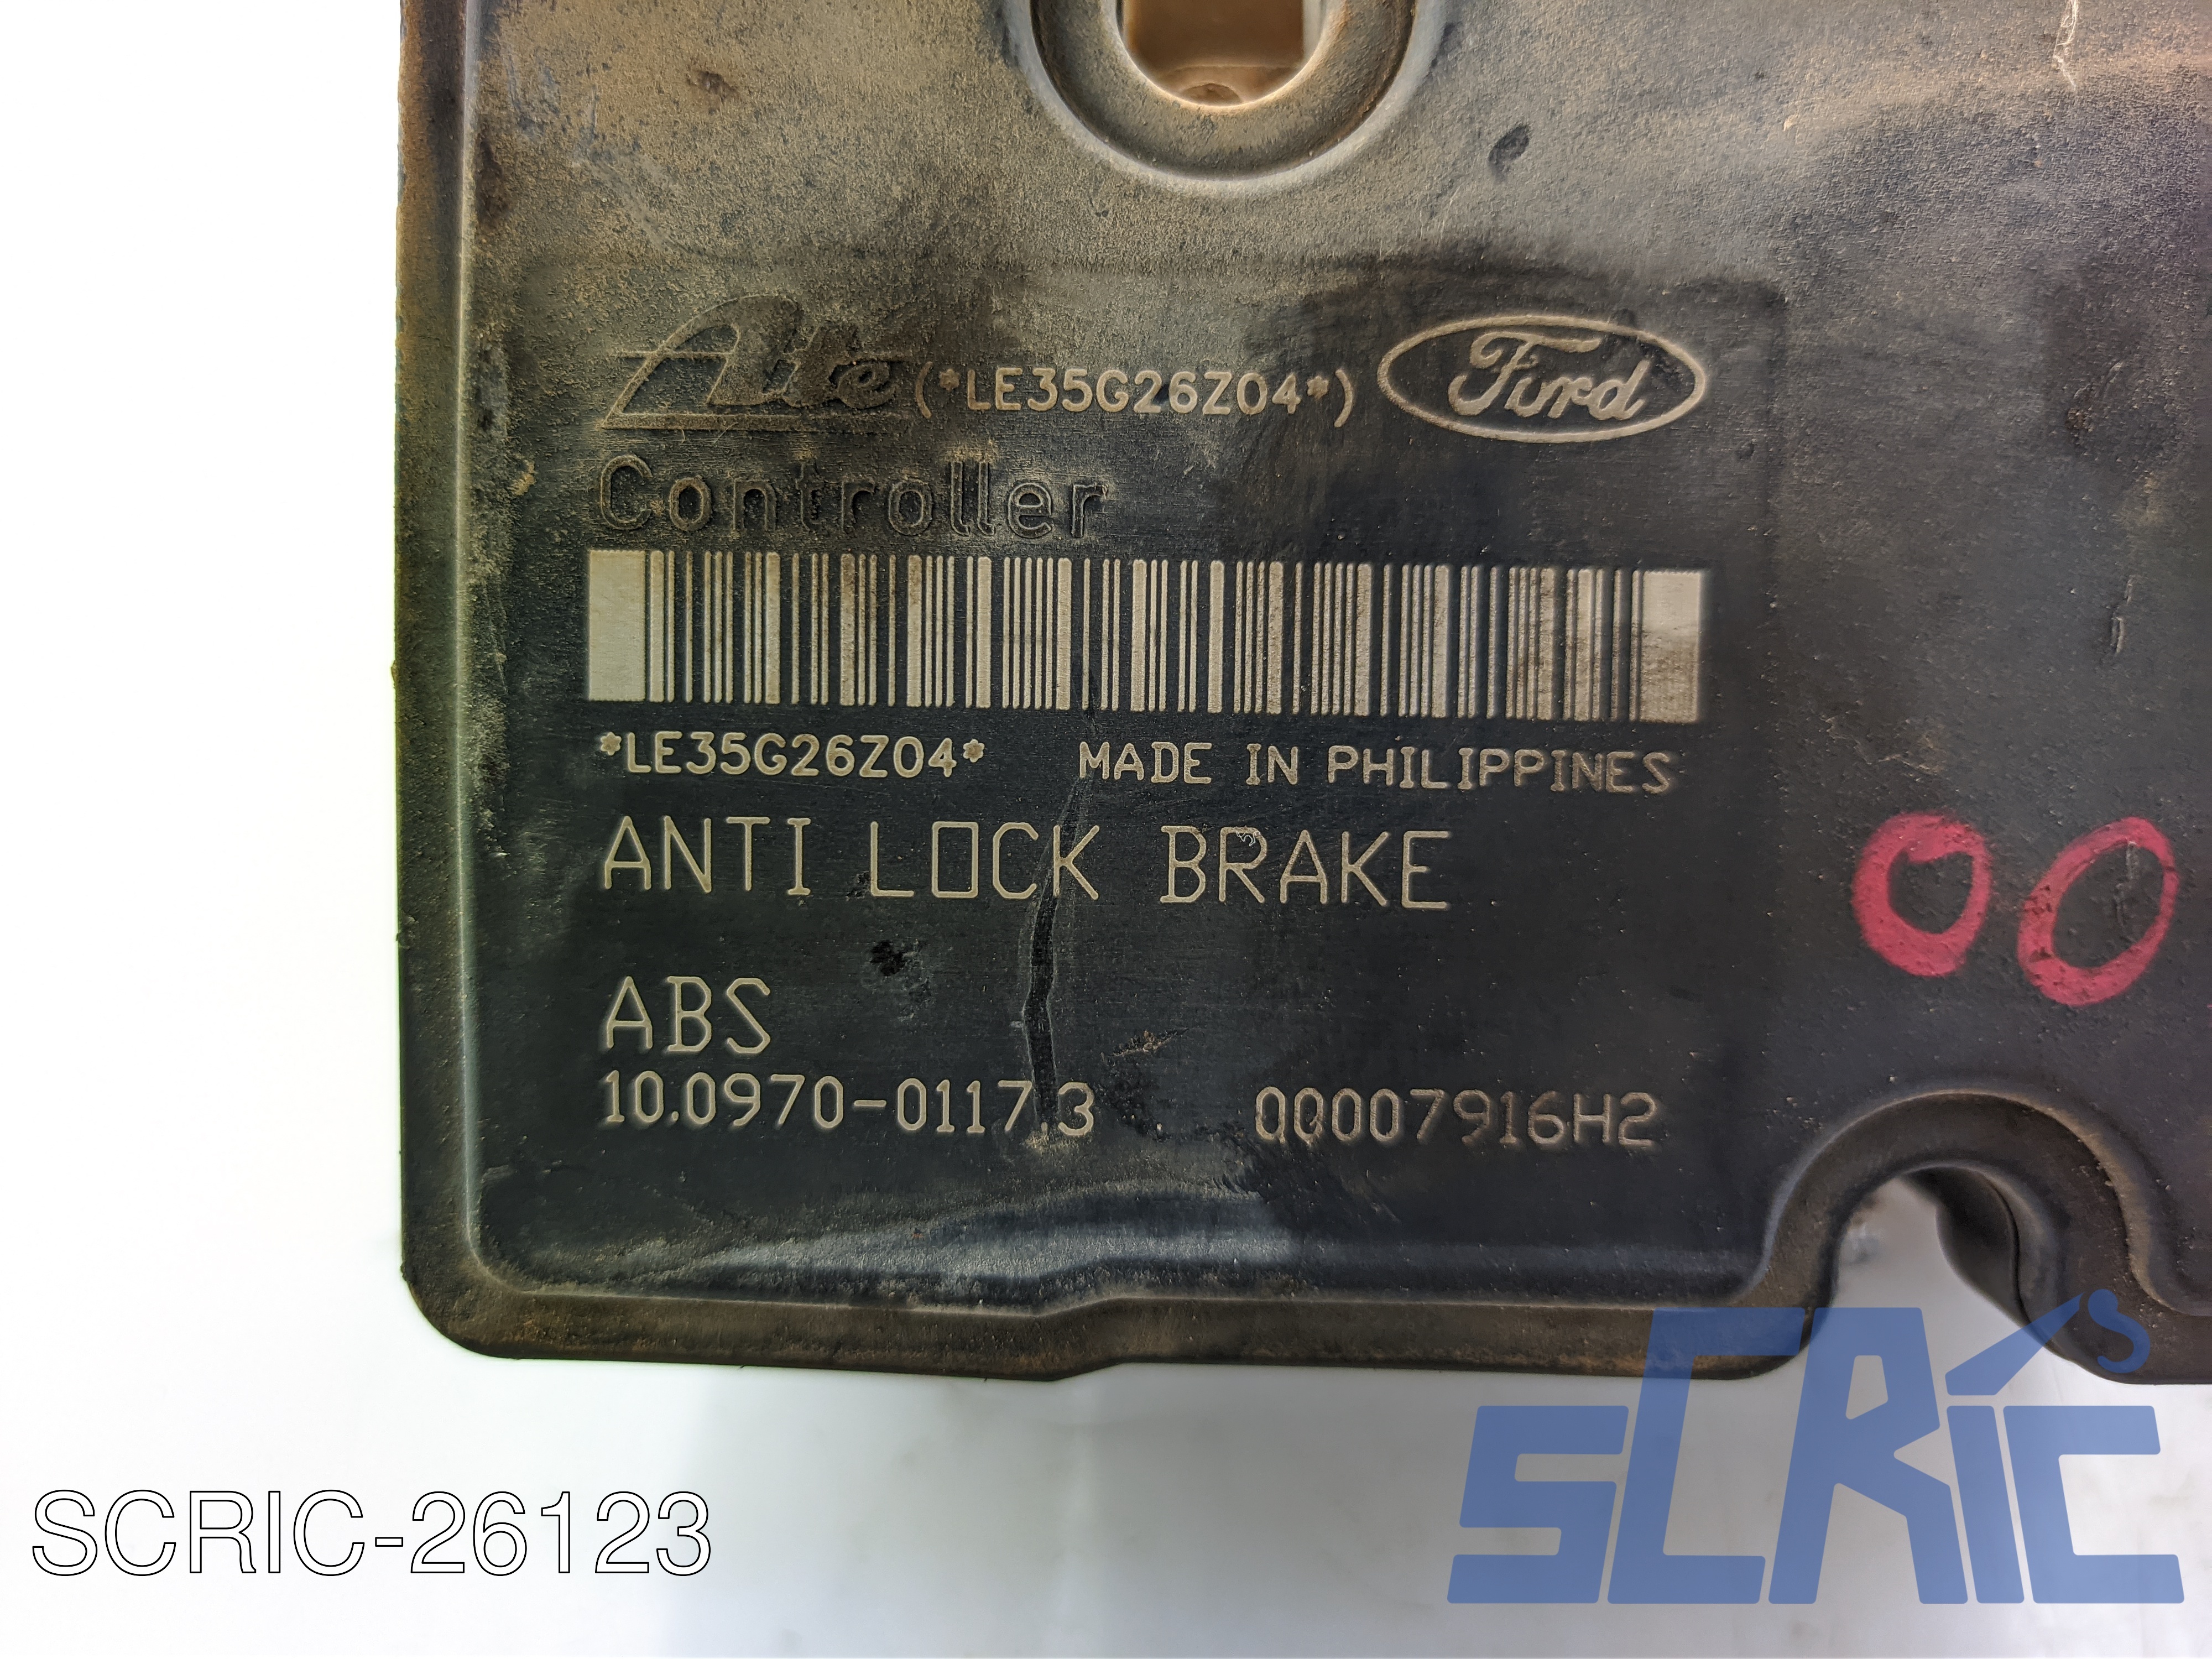 Ate (*LE35G26Z04*) Ford
Controller
*LE35G26Z04* MADE IN PHILIPPINES
ANTI LOCK BRAKE
00
ABS
10.0970-0117.3 00007916H2
SCRiC's
SCRIC-26123